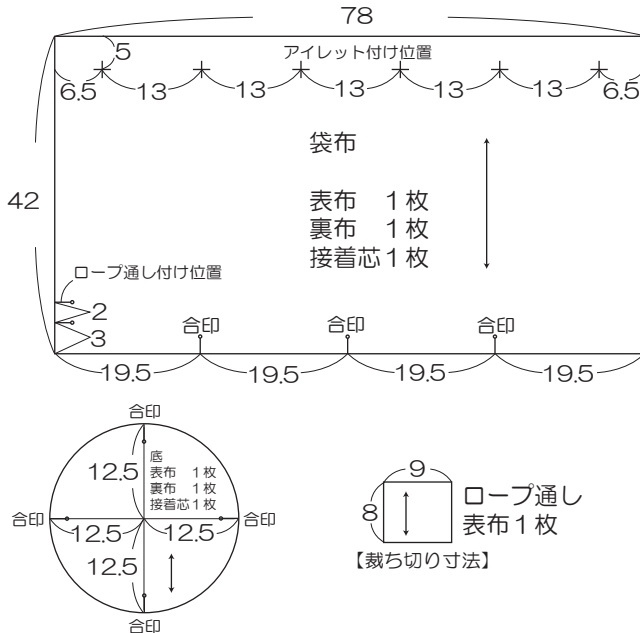 78
5
アイレット付け位置
6.5
13
13
13
13
13
6.5
袋布
42
表布 1枚
裏布 1枚
接着芯1枚
ロープ通し付け位置
2
3
合印
合印
合印
19.5
19.5
19.5
19.5
合印
12.5
底
表布 1枚
裏布 1枚
接着芯1枚
合印
12.5
12.5
合印
12.5
合印
9
8
ロープ通し
表布1枚
【裁ち切り寸法】